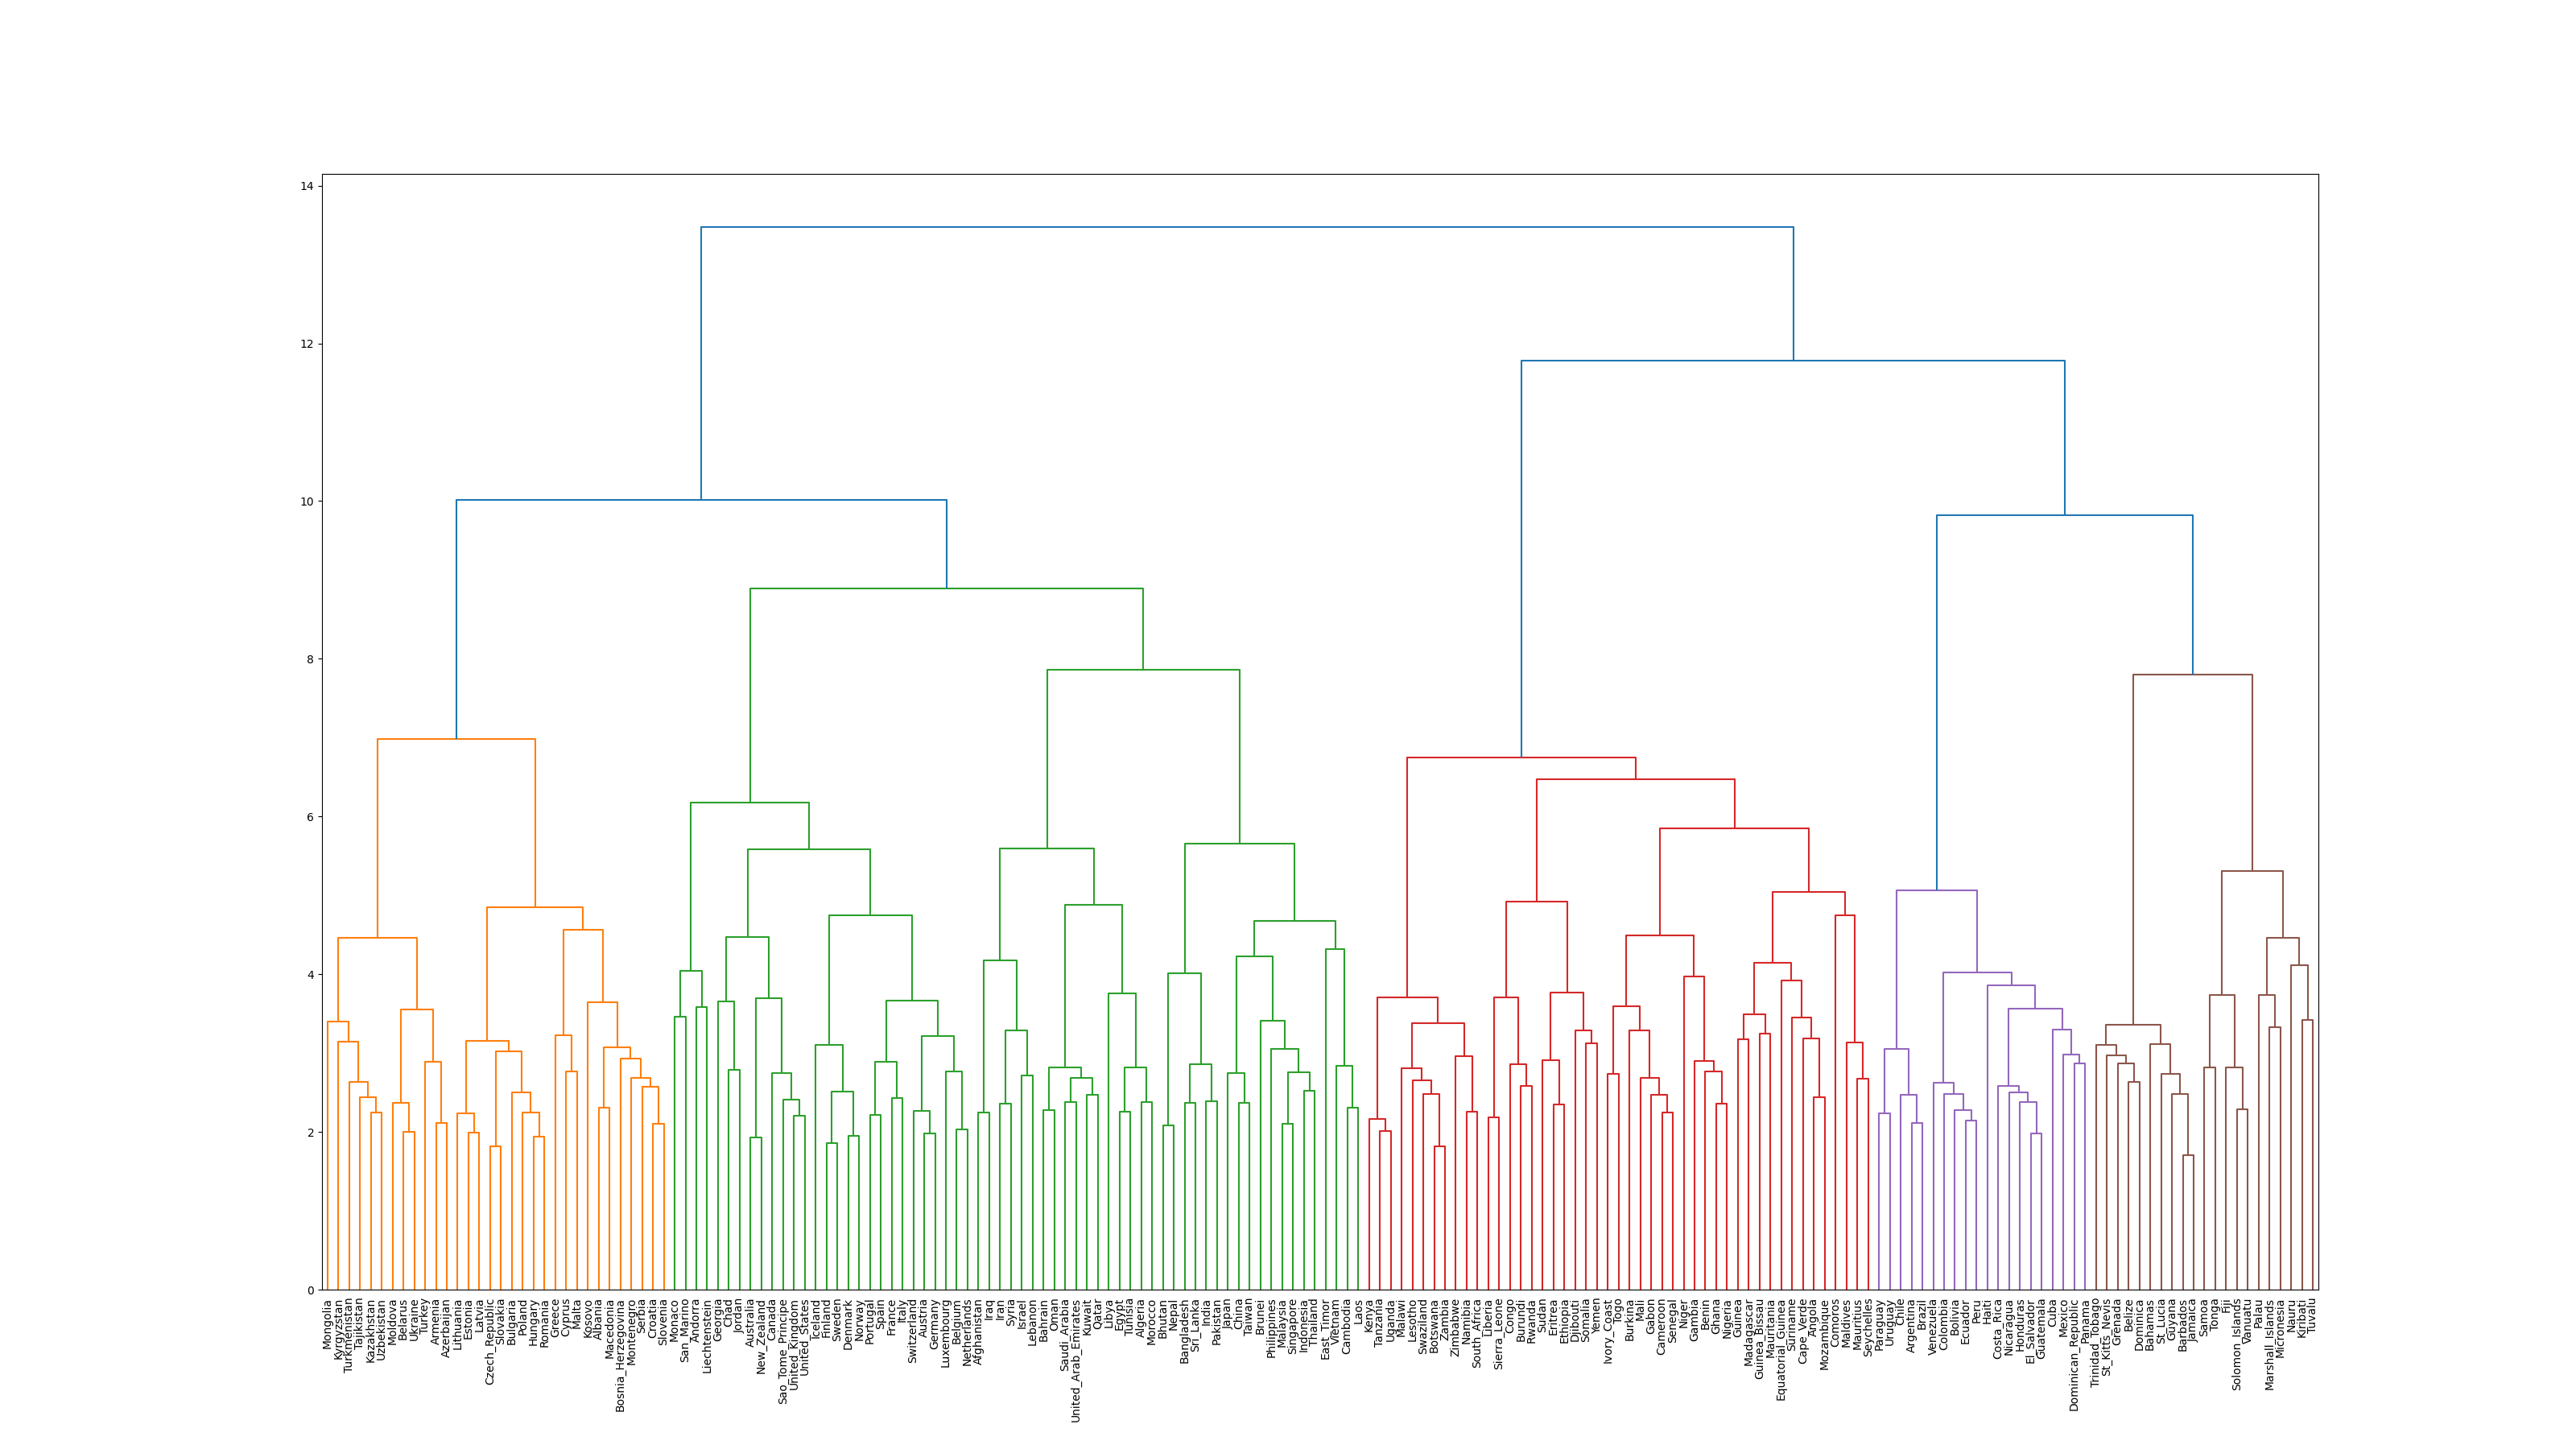 14
12
10
8
6
4
2
0
Mongolia
Kyrgyzstan
Turkmenistan
Tajikistan
Kazakhstan
Uzbekistan
Moldova
Belarus
Ukraine
Turkey
Armenia
Azerbaijan
Lithuania
Estonia
Latvia
Czech_Republic
Slovakia
Bulgaria
Poland
Hungary
Romania
Greece
Cyprus
Malta
Kosovo
Albania
Macedonia
Bosnia_Herzegovina
Montenegro
Serbia
Croatia
Slovenia
Monaco
San_Marino
Andorra
Liechtenstein
Georgia
Chad
Jordan
Australia
New_Zealand
Canada
Sao_Tome_Principe
United_Kingdom
United_States
Iceland
Finland
Sweden
Denmark
Norway
Portugal
Spain
France
Italy
Switzerland
Austria
Germany
Luxembourg
Belgium
Netherlands
Afghanistan
Iraq
Iran
Syria
Israel
Lebanon
Bahrain
Oman
Saudi_Arabia
United_Arab_Emirates
Kuwait
Qatar
Libya
Egypt
Tunisia
Algeria
Morocco
Bhutan
Nepal
Bangladesh
Sri_Lanka
India
Pakistan
Japan
China
Taiwan
Brunei
Philippines
Malaysia
Singapore
Indonesia
Thailand
East_Timor
Vietnam
Cambodia
Laos
Kenya
Tanzania
Uganda
Malawi
Lesotho
Swaziland
Botswana
Zambia
Zimbabwe
Namibia
South_Africa
Liberia
Sierra_Leone
Congo
Burundi
Rwanda
Sudan
Eritrea
Ethiopia
Djibouti
Somalia
Yemen
Ivory_Coast
Togo
Burkina
Mali
Gabon
Cameroon
Senegal
Niger
Gambia
Benin
Ghana
Nigeria
Guinea
Madagascar
Guinea_Bissau
Mauritania
Equatorial_Guinea
Suriname
Cape_Verde
Angola
Mozambique
Comoros
Maldives
Mauritius
Seychelles
Paraguay
Uruguay
Chile
Argentina
Brazil
Venezuela
Colombia
Bolivia
Ecuador
Peru
Haiti
Costa_Rica
Nicaragua
Honduras
El_Salvador
Guatemala
Cuba
Mexico
Dominican_Republic
Panama
Trinidad_Tobago
St_Kitts_Nevis
Grenada
Belize
Dominica
Bahamas
St_Lucia
Guyana
Barbados
Jamaica
Samoa
Tonga
Fiji
Solomon_Islands
Vanuatu
Palau
Marshall_Islands
Micronesia
Nauru
Kiribati
Tuvalu